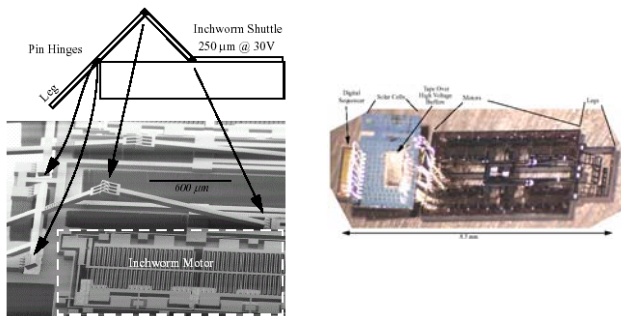 Inchworm Shuttle
250 µm @ 30V
Pin Hinges
Leg
600 µm
Inchworm Motor
Digital
Sequencer
Solar Cells
Tape Over
High Voltage
Buffers
Motors
Legs